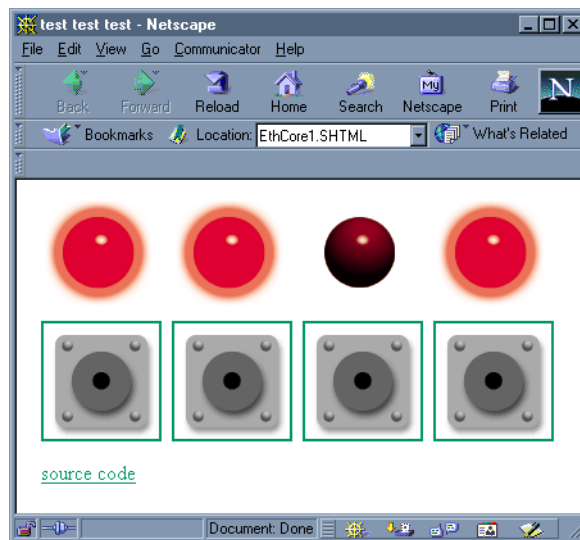 test test test - Netscape
File Edit View Go Communicator Help
Back Forward Reload Home Search Netscape Print N
My
Bookmarks Location: EthCore1.SHTML What's Related
source code
Document: Done